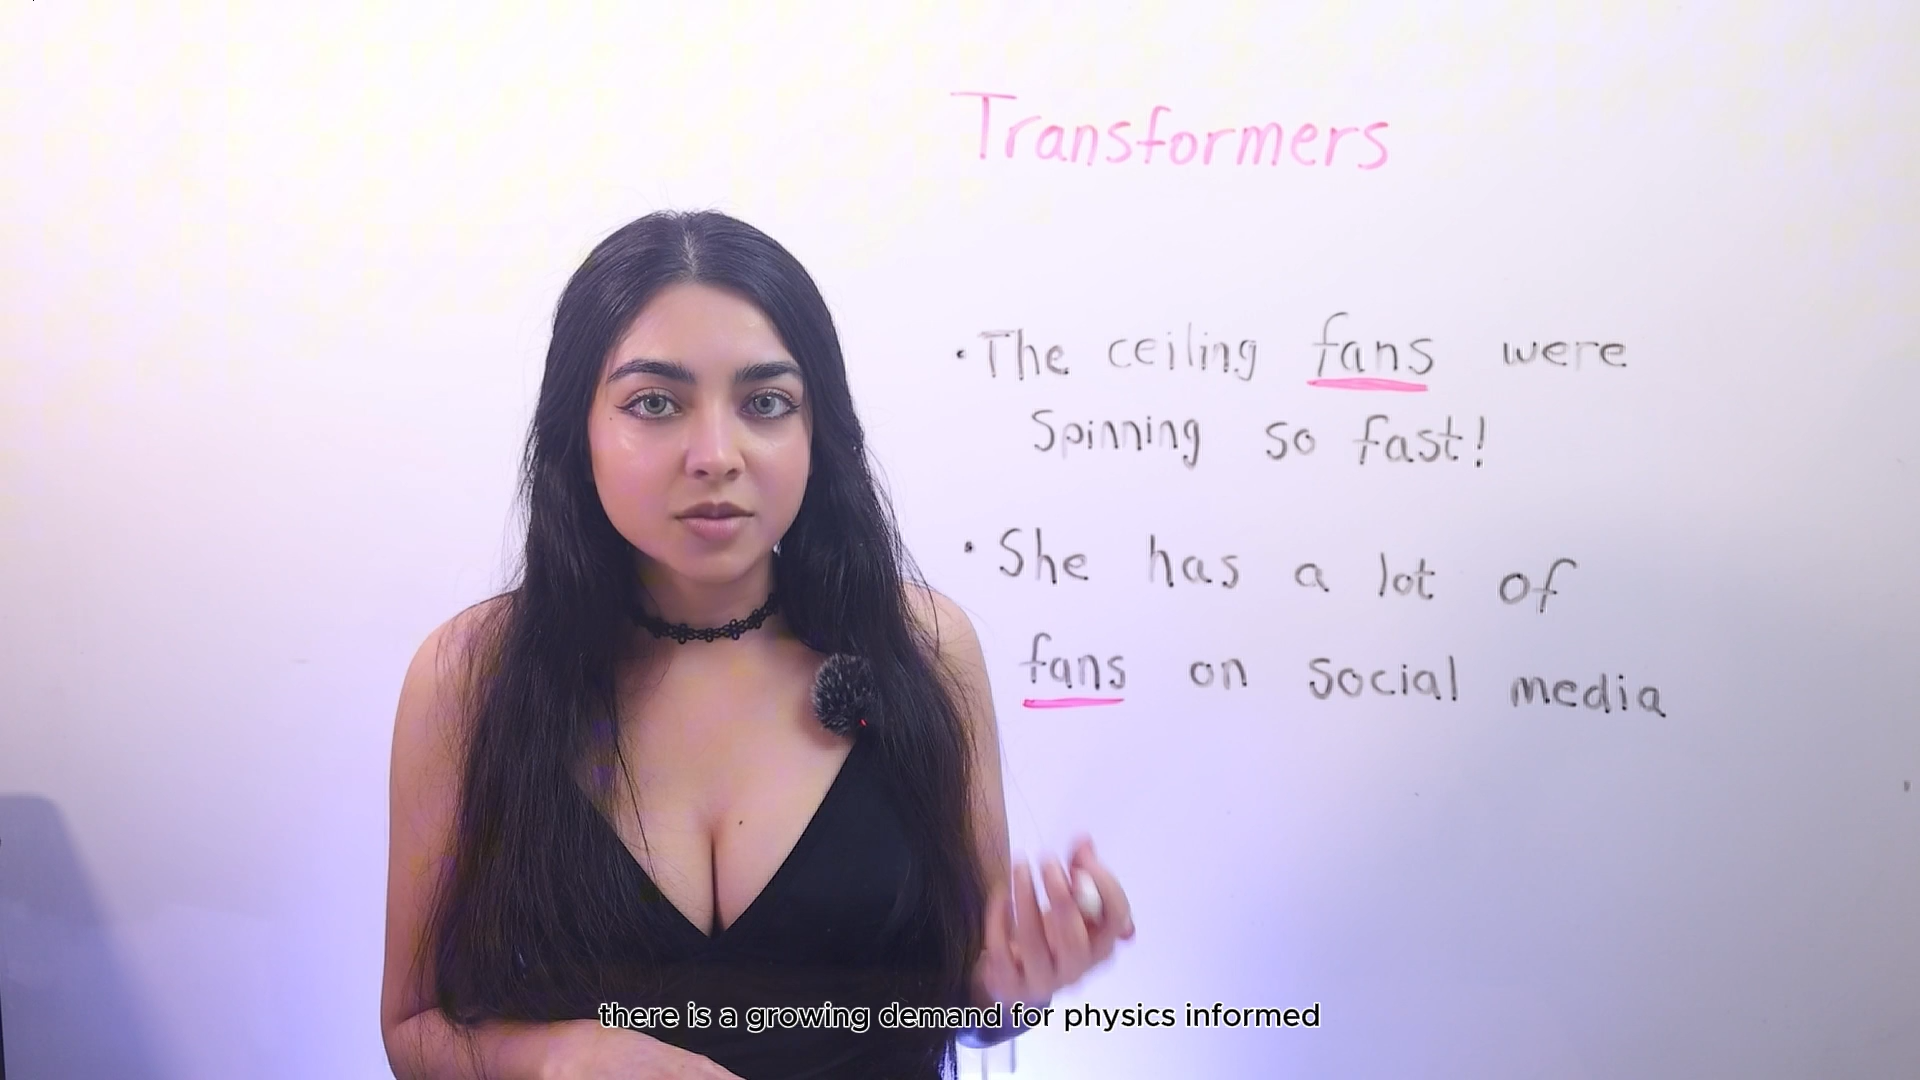 Transformers
• The ceiling fans were
Spinning so fast!
• She has a lot of
fans on social media
there is a growing demand for physics informed